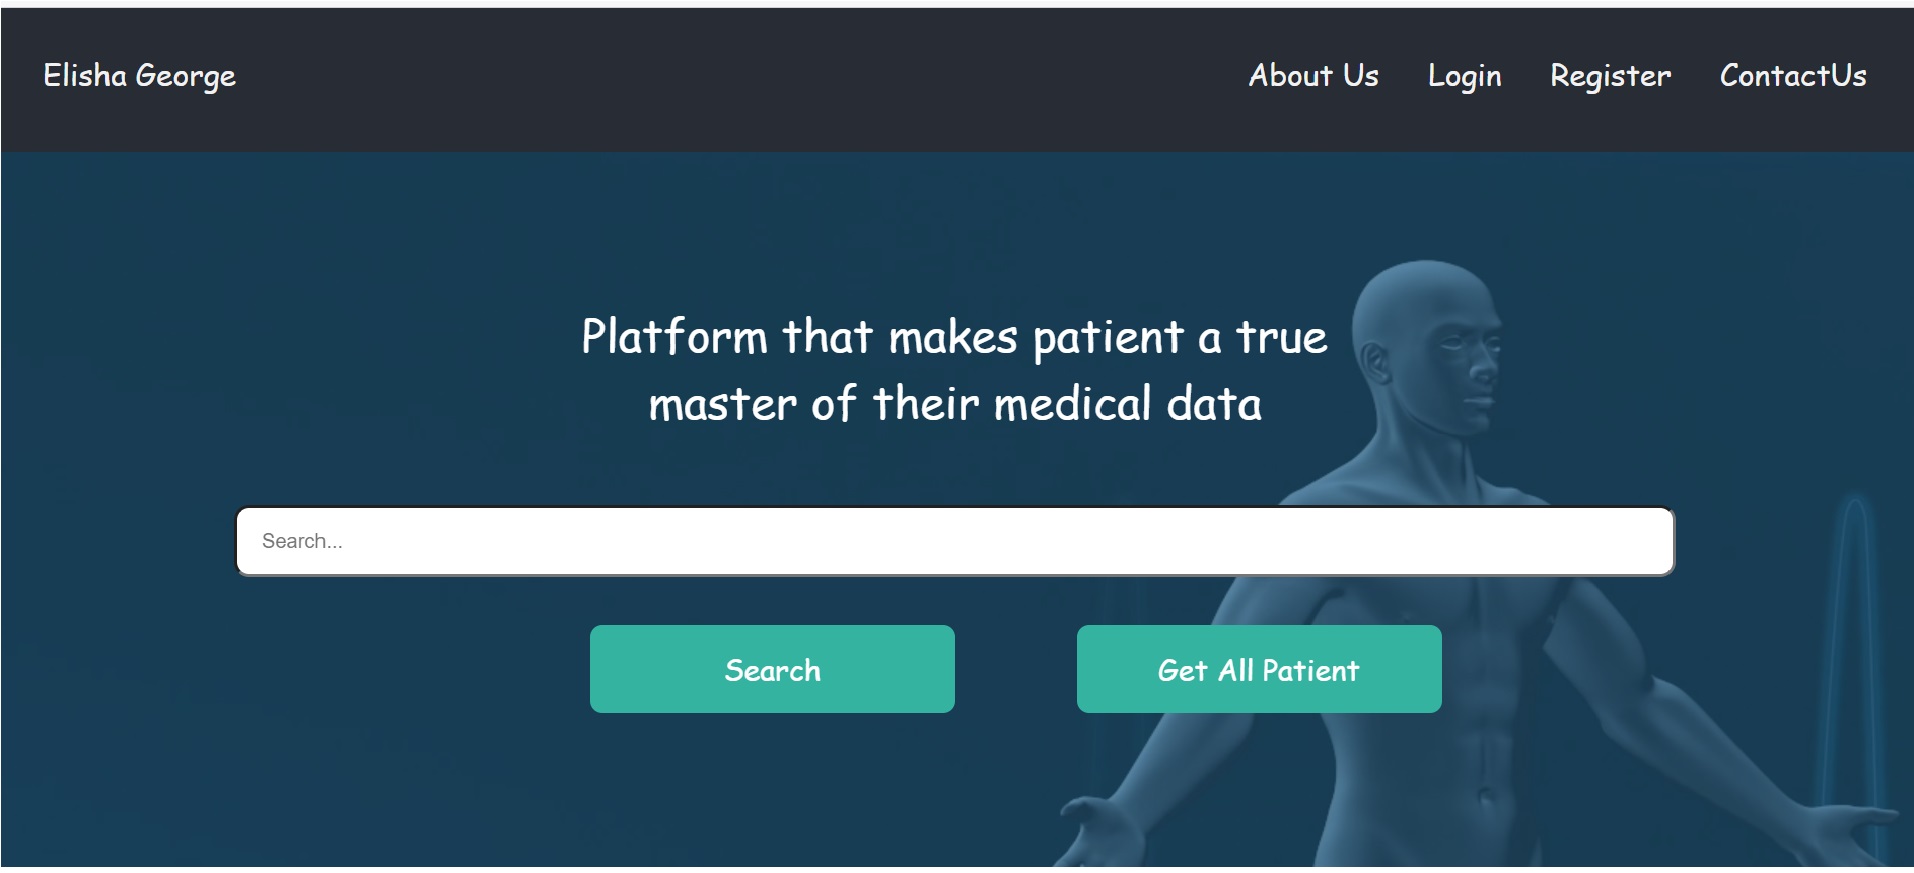 Elisha George
About Us
Login
Register
ContactUs
Platform that makes patient a true
master of their medical data
Search...
Search
Get All Patient